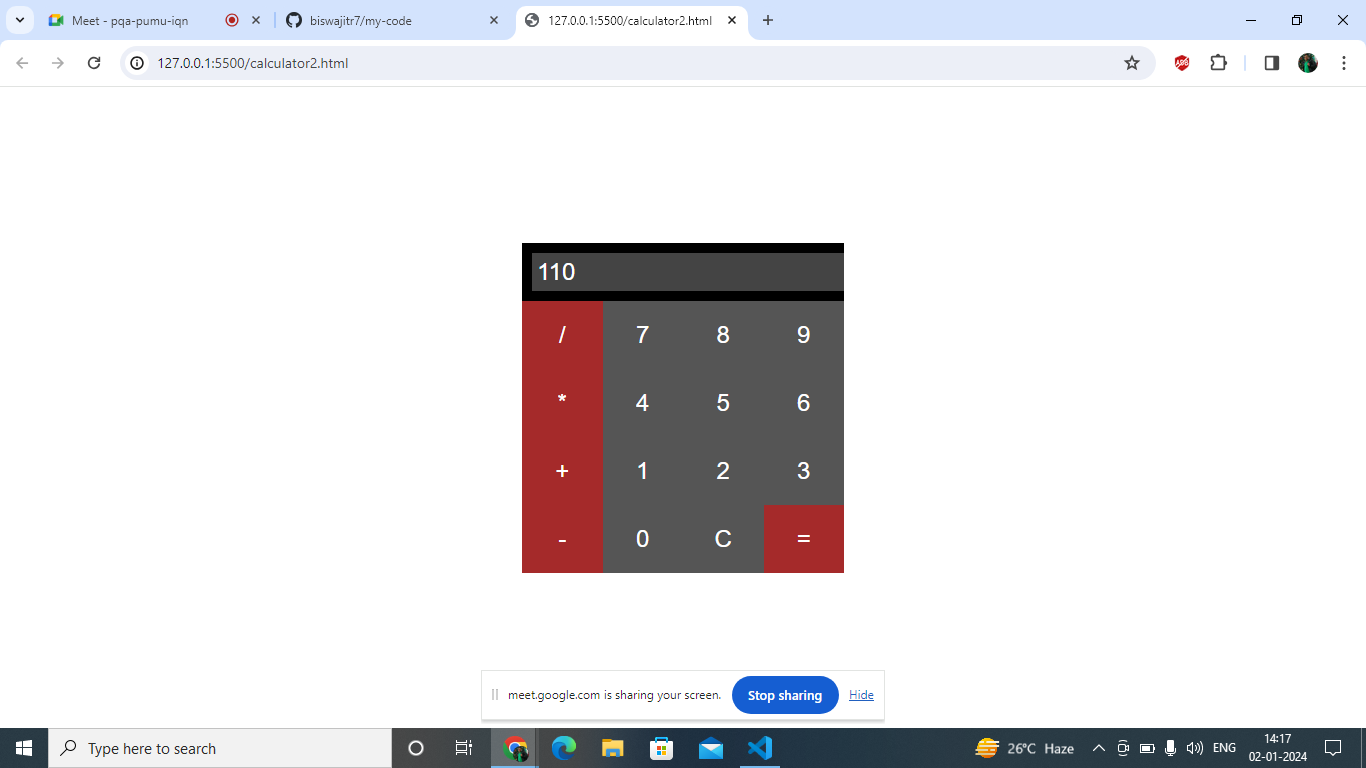 Meet - pqa-pumu-iqn
biswajitr7/my-code
127.0.0.1:5500/calculator2.html
127.0.0.1:5500/calculator2.html
ABP
110
/ 7 8 9
* 4 5 6
+ 1 2 3
- 0 C =
meet.google.com is sharing your screen. Stop sharing Hide
Type here to search
26°C Haze
ENG
14:17
02-01-2024